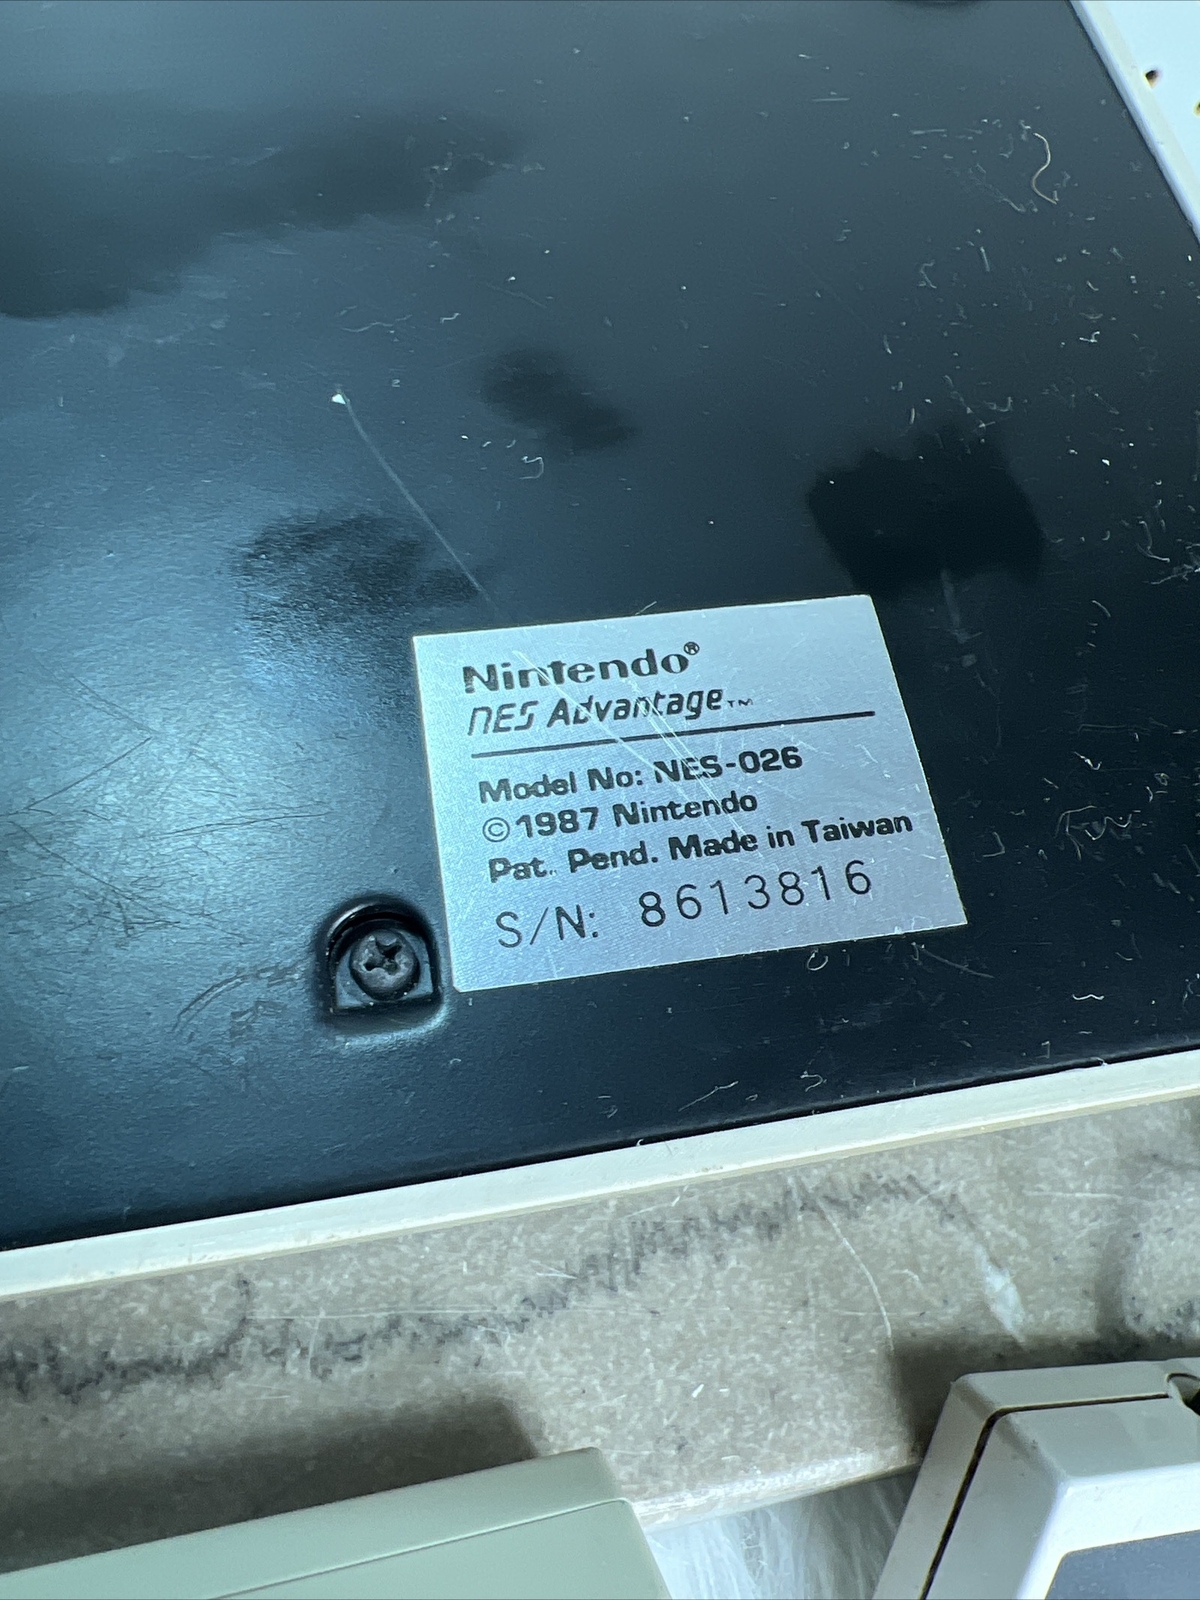 Nintendo®
NES Advantage™
Model No: NES-026
©1987 Nintendo
Pat. Pend. Made in Taiwan
S/N: 8613816